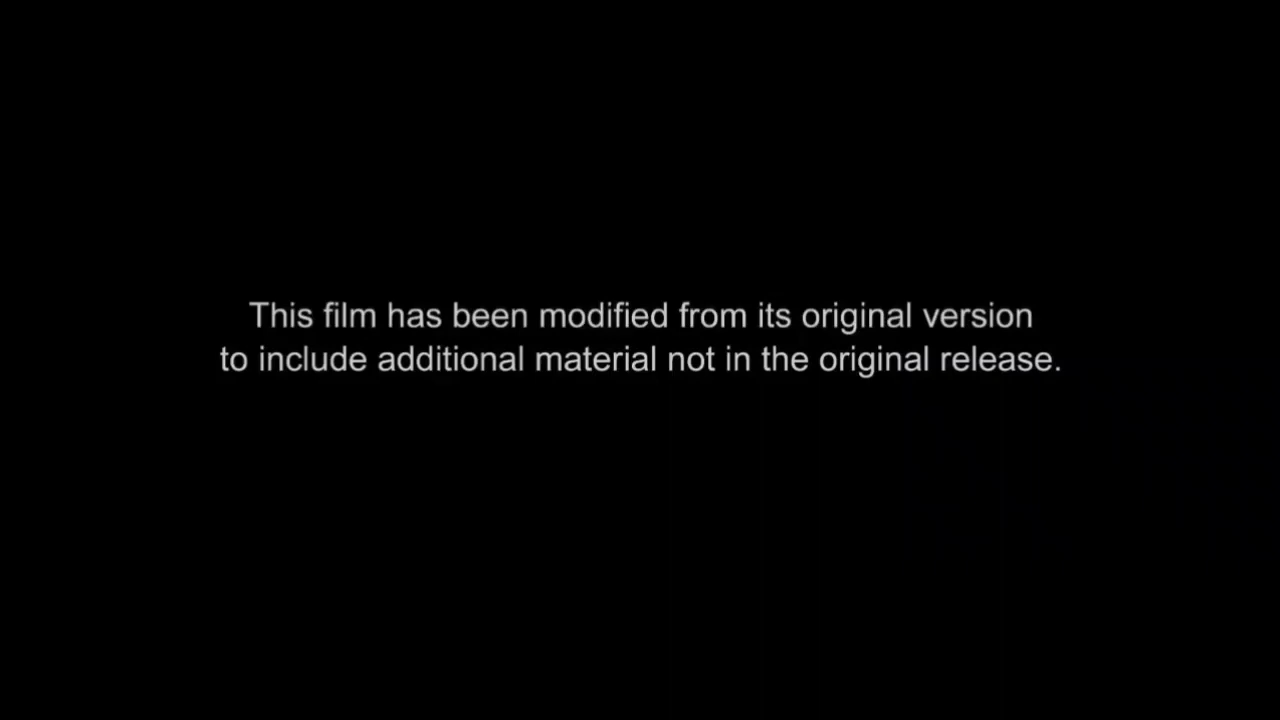 This film has been modified from its original version
to include additional material not in the original release.